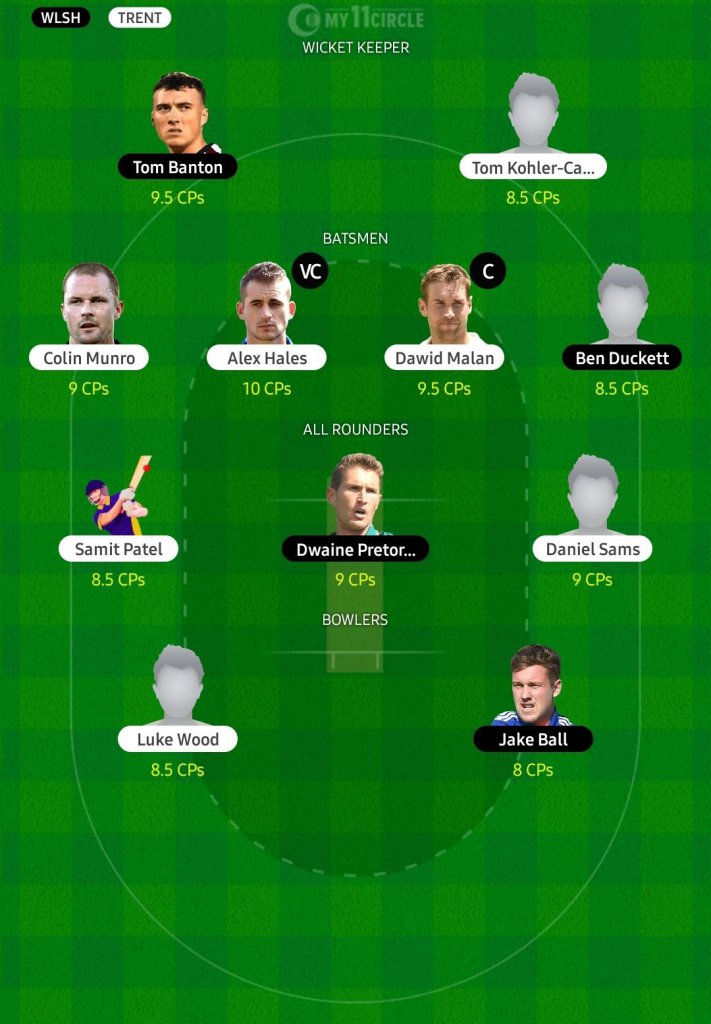 WLSH TRENT MY11CIRCLE
WICKET KEEPER
Tom Banton Tom Kohler-Ca...
9.5 CPs 8.5 CPs
BATSMEN
VC C
Colin Munro Alex Hales Dawid Malan Ben Duckett
9 CPs 10 CPs 9.5 CPs 8.5 CPs
ALL ROUNDERS
Samit Patel Dwaine Pretor... Daniel Sams
8.5 CPs 9 CPs 9 CPs
BOWLERS
Luke Wood Jake Ball
8.5 CPs 8 CPs